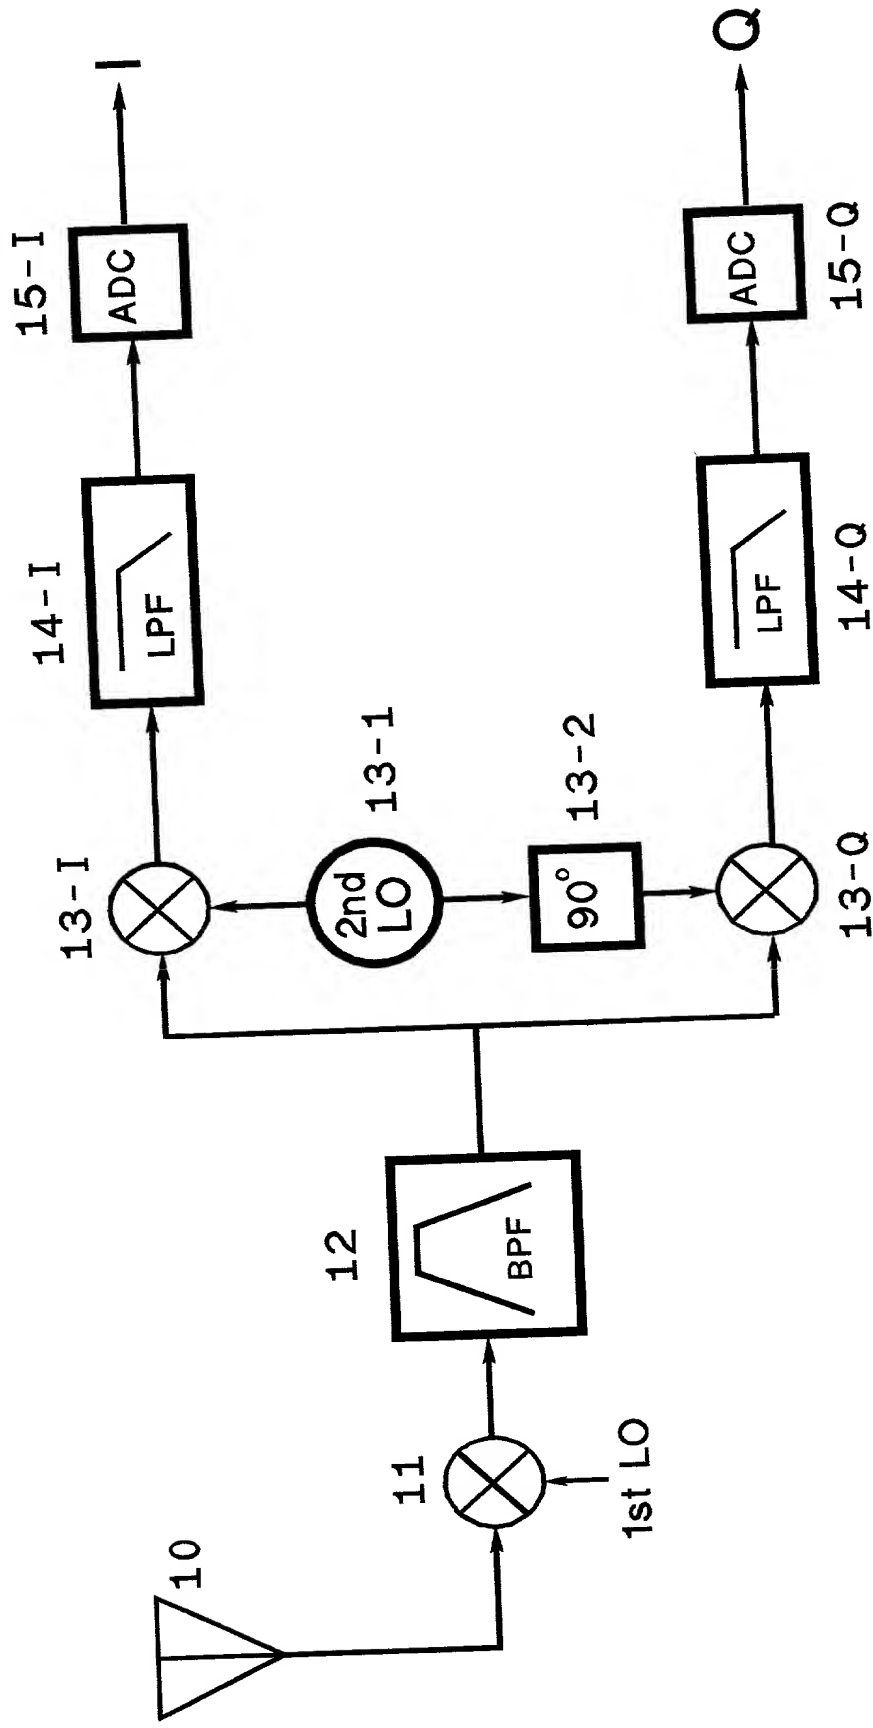 10
11
1st LO
12
BPF
13-I
2nd
LO
13-1
90°
13-2
13-Q
14-I
LPF
LPF
14-Q
15-I
ADC
ADC
15-Q
I
Q